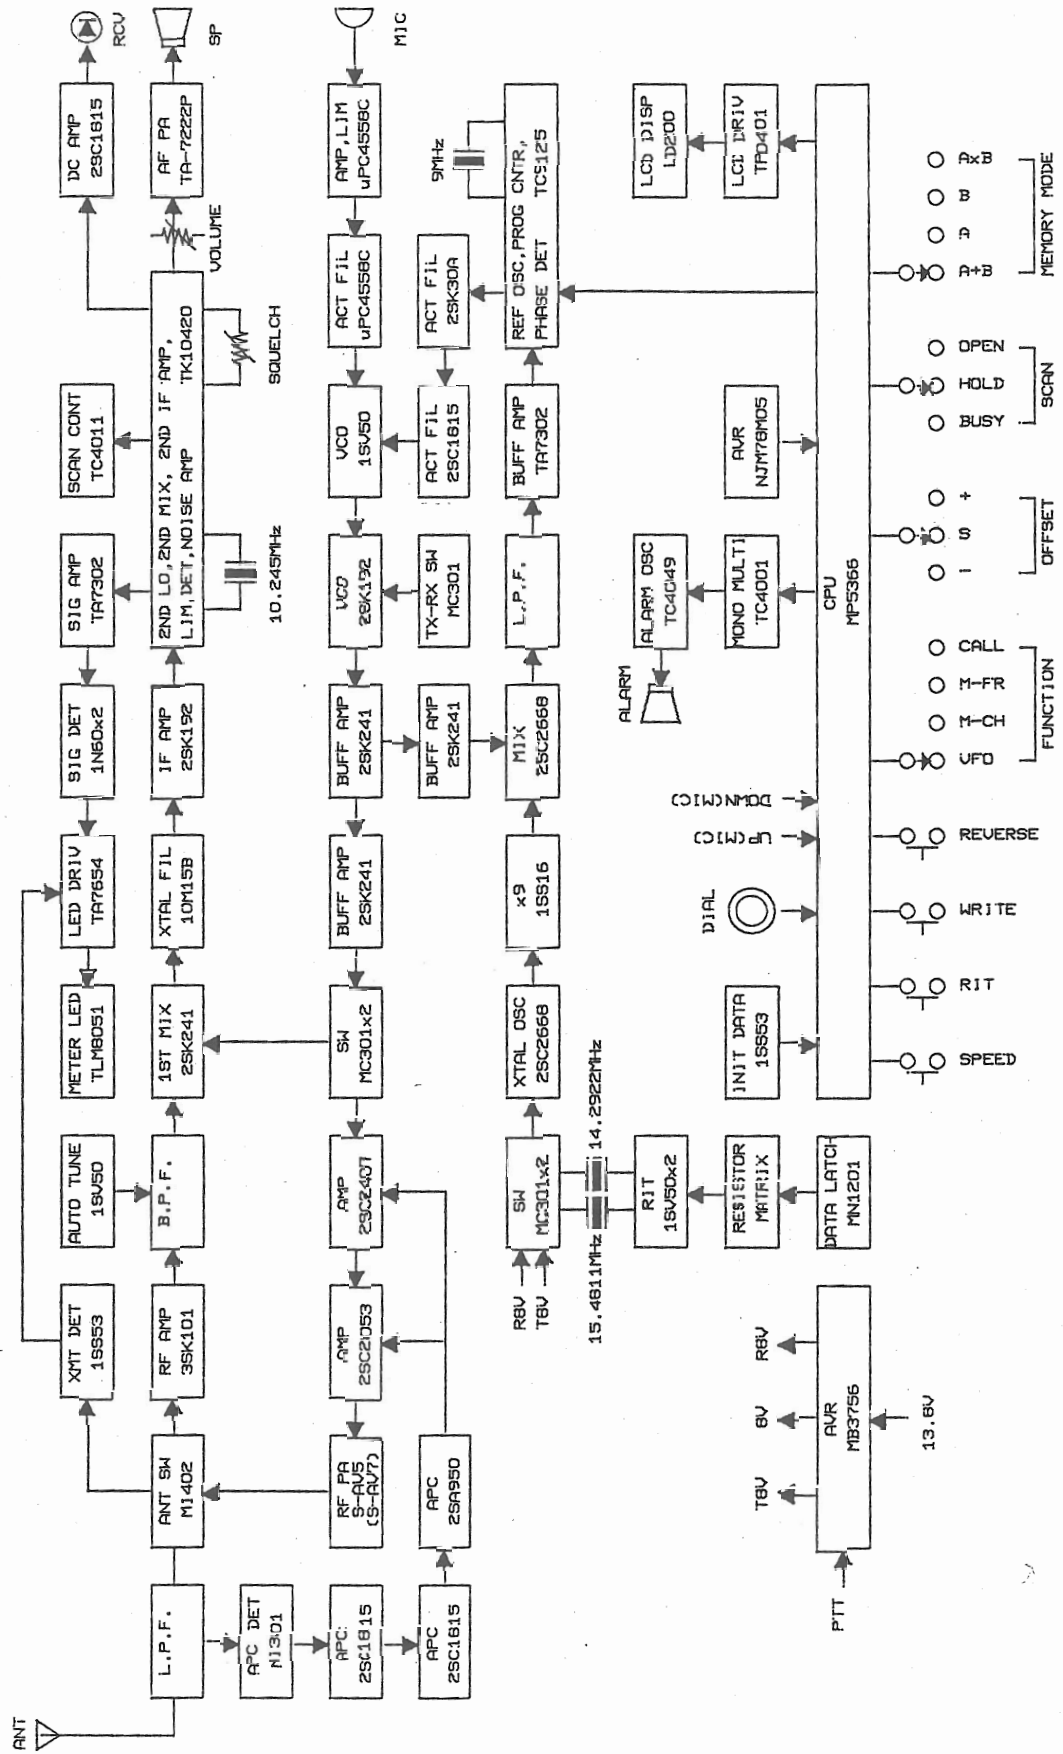 ANT
L.P.F.
ANT SW
MI402
XMT DET
1SS53
RF AMP
3SK101
AUTO TUNE
1SV50
B.P.F.
METER LED
TLM8051
1ST MIX
2SK241
LED DRIV
TA7654
XTAL FIL
10M15B
SIG DET
1N60x2
IF AMP
2SK192
SIG AMP
TA7302
SCAN CONT
TC4011
2ND LO, 2ND MIX, 2ND IF AMP,
LIM, DET, NOISE AMP TK10420
10.245MHz
SQUELCH
VOLUME
DC AMP
2SC1815
RCV
AF PA
TA-7222P
SP
APC DET
MI301
APC
2SC1815
APC
2SC1815
APC
2SA950
RF PA
S-AV5
(S-AV7)
AMP
2SC2053
AMP
2SC2407
SW
MC301x2
BUFF AMP
2SK241
BUFF AMP
2SK241
BUFF AMP
2SK241
VCO
2SK192
TX-RX SW
MC301
VCO
1SV50
ACT FIL
2SC1815
ACT FIL
uPC4558C
ACT FIL
2SK30A
AMP, LIM
uPC4558C
MIC
R8V
T8V
SW
MC301x2
XTAL OSC
2SC2668
x9
1SS16
MIX
2SC2668
L.P.F.
BUFF AMP
TA7302
REF OSC, PROG CNTR,
PHASE DET TC9125
9MHz
15.4811MHz
14.2922MHz
RIT
1SV50x2
RESISTOR
MATRIX
DATA LATCH
MN1201
INIT DATA
1SS53
DIAL
UP(MIC)
DOWN(MIC)
ALARM
ALARM OSC
TC4049
MONO MULTI
TC4001
AVR
NJM78M05
LCD DISP
LD200
LCD DRIV
TP0401
CPU
MP5366
PTT
T8V
8V
R8V
AVR
MB3756
13.8V
SPEED
RIT
WRITE
REVERSE
VFO
M-CH
M-FR
CALL
FUNCTION
-
S
+
OFFSET
BUSY
HOLD
OPEN
SCAN
A+B
A
B
AxB
MEMORY MODE